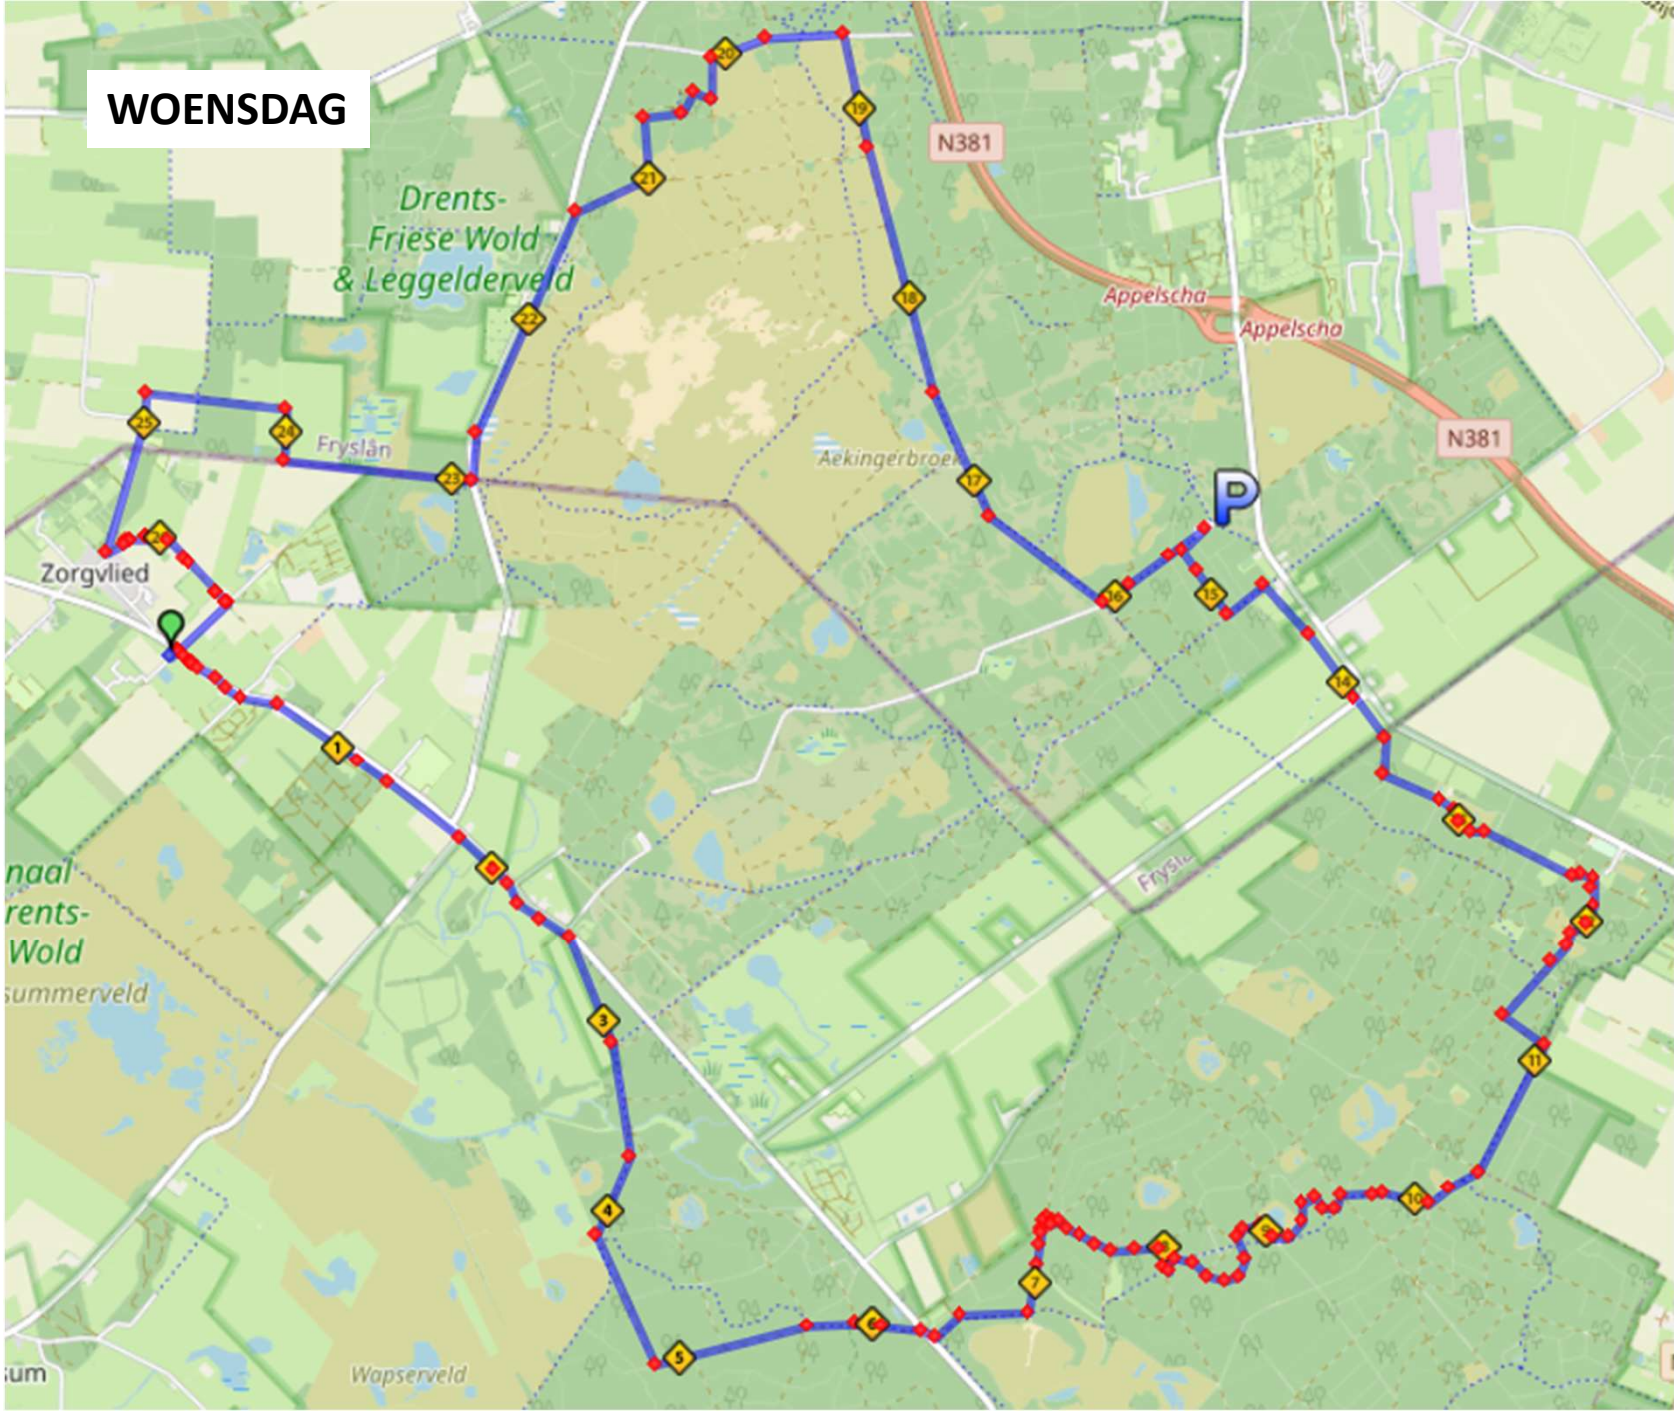 WOENSDAG
20
19
N381
21
Drents-
Friese Wold
& Leggelderveld
18
Appelscha
Appelscha
22
25
24
Fryslân
N381
Aekingerbroek
23
17
P
Zorgvlied
16
15
14
1
naal
rents-
Wold
summerveld
3
11
4
10
9
8
7
6
5
Wapserveld
sum